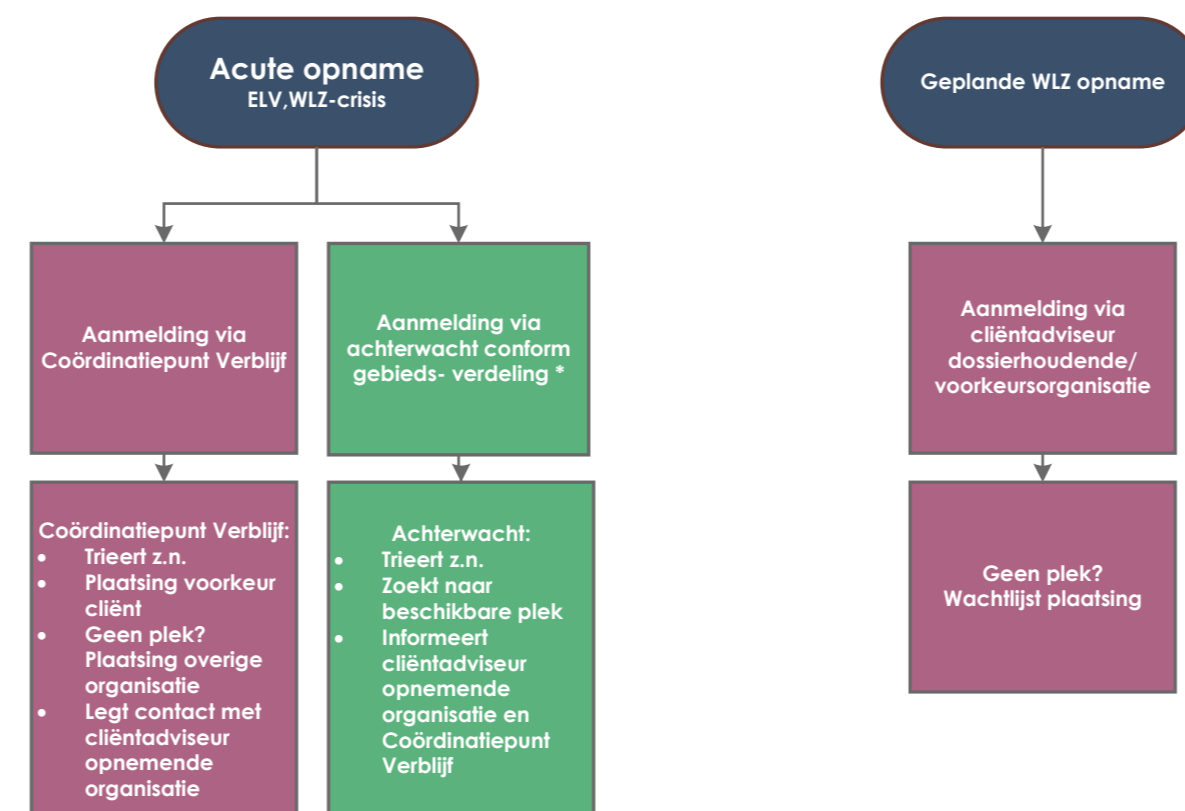 Acute opname
ELV,WLZ-crisis
Geplande WLZ opname
Aanmelding via
Coördinatiepunt Verblijf
Aanmelding via
achterwacht conform
gebieds- verdeling *
Aanmelding via
cliëntadviseur
dossierhoudende/
voorkeursorganisatie
Coördinatiepunt Verblijf:
• Trieert z.n.
• Plaatsing voorkeur
cliënt
• Geen plek?
Plaatsing overige
organisatie
• Legt contact met
cliëntadviseur
opnemende
organisatie
Achterwacht:
• Trieert z.n.
• Zoekt naar
beschikbare plek
• Informeert
cliëntadviseur
opnemende
organisatie en
Coördinatiepunt
Verblijf
Geen plek?
Wachtlijst plaatsing